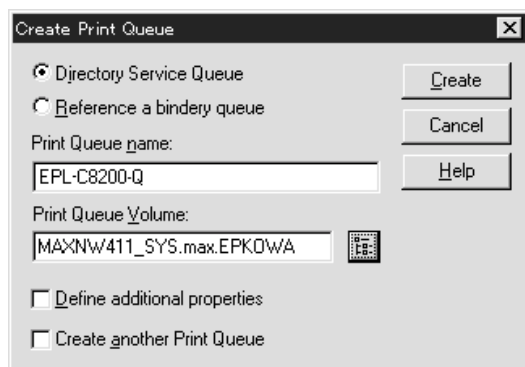 Create Print Queue
Directory Service Queue
Reference a bindery queue
Print Queue name:
EPL-C8200-Q
Print Queue Volume:
MAXNW411_SYS.max.EPKOWA
Define additional properties
Create another Print Queue
Create
Cancel
Help